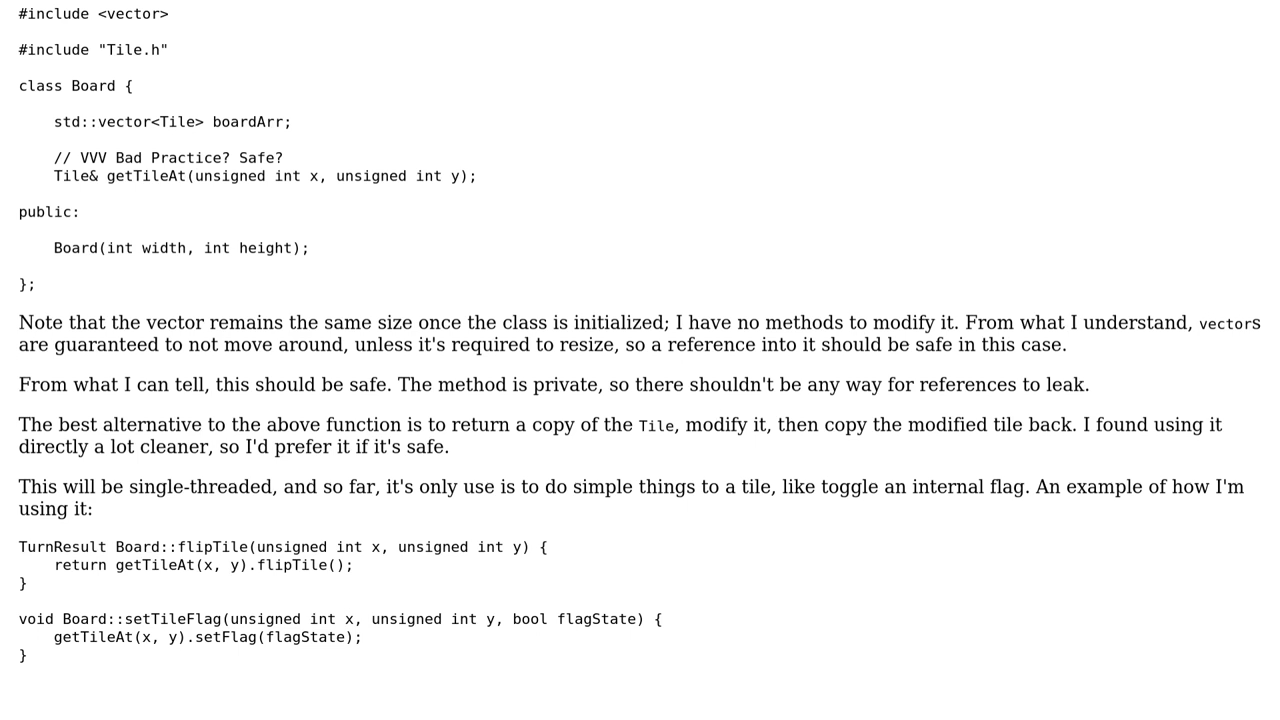 #include <vector>
#include "Tile.h"
class Board {
    std::vector<Tile> boardArr;
    // VVV Bad Practice? Safe?
    Tile& getTileAt(unsigned int x, unsigned int y);
public:
    Board(int width, int height);
};
Note that the vector remains the same size once the class is initialized; I have no methods to modify it. From what I understand, vectors
are guaranteed to not move around, unless it's required to resize, so a reference into it should be safe in this case.
From what I can tell, this should be safe. The method is private, so there shouldn't be any way for references to leak.
The best alternative to the above function is to return a copy of the Tile, modify it, then copy the modified tile back. I found using it
directly a lot cleaner, so I'd prefer it if it's safe.
This will be single-threaded, and so far, it's only use is to do simple things to a tile, like toggle an internal flag. An example of how I'm
using it:
TurnResult Board::flipTile(unsigned int x, unsigned int y) {
    return getTileAt(x, y).flipTile();
}
void Board::setTileFlag(unsigned int x, unsigned int y, bool flagState) {
    getTileAt(x, y).setFlag(flagState);
}